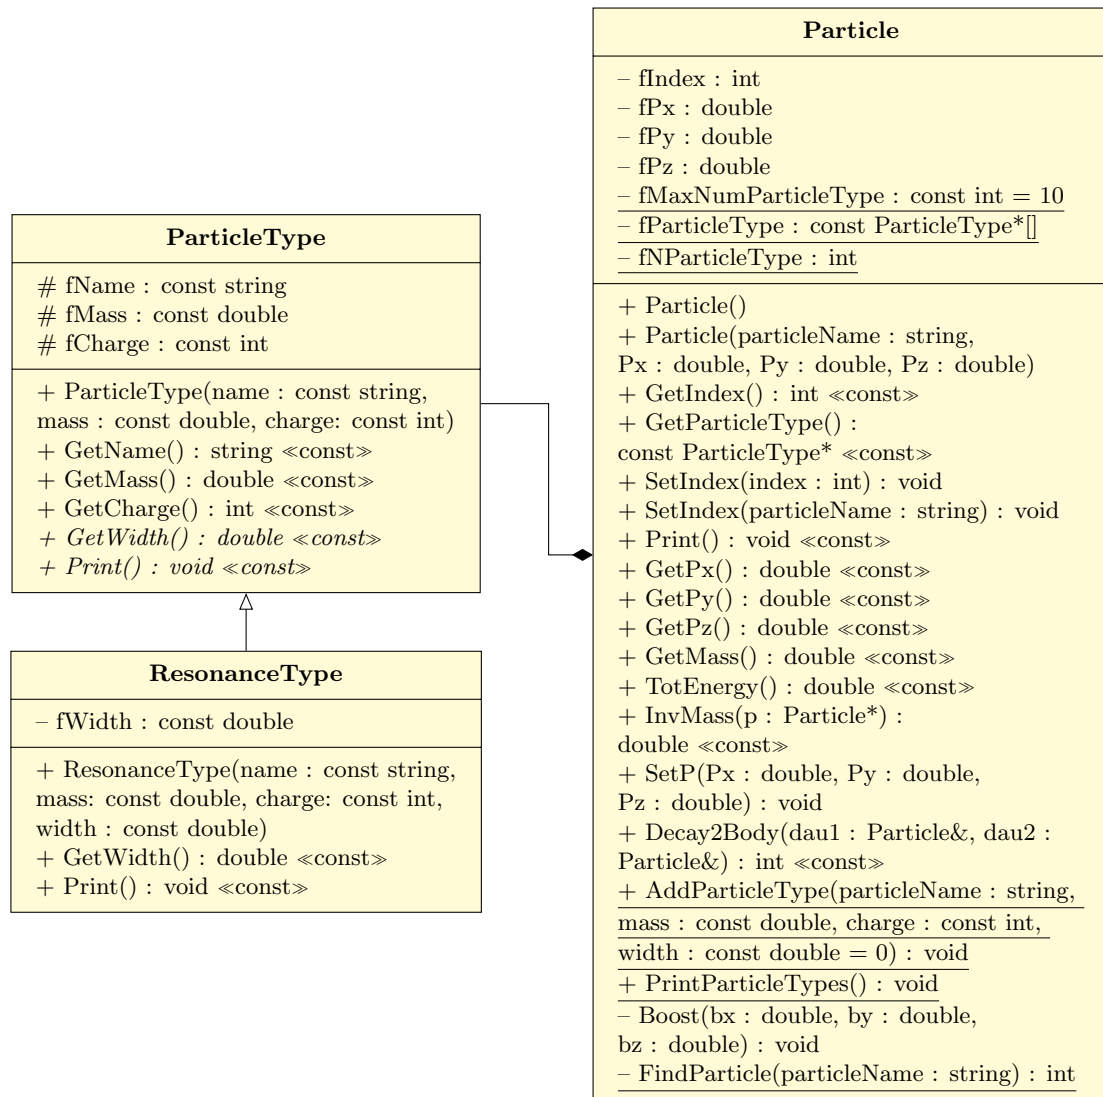 Particle
– fIndex : int
– fPx : double
– fPy : double
– fPz : double
– fMaxNumParticleType : const int = 10
– fParticleType : const ParticleType*[]
– fNParticleType : int
+ Particle()
+ Particle(particleName : string,
Px : double, Py : double, Pz : double)
+ GetIndex() : int «const»
+ GetParticleType() :
const ParticleType* «const»
+ SetIndex(index : int) : void
+ SetIndex(particleName : string) : void
+ Print() : void «const»
+ GetPx() : double «const»
+ GetPy() : double «const»
+ GetPz() : double «const»
+ GetMass() : double «const»
+ TotEnergy() : double «const»
+ InvMass(p : Particle*) :
double «const»
+ SetP(Px : double, Py : double,
Pz : double) : void
+ Decay2Body(dau1 : Particle&, dau2 :
Particle&) : int «const»
+ AddParticleType(particleName : string,
mass : const double, charge : const int,
width : const double = 0) : void
+ PrintParticleTypes() : void
– Boost(bx : double, by : double,
bz : double) : void
– FindParticle(particleName : string) : int
ParticleType
# fName : const string
# fMass : const double
# fCharge : const int
+ ParticleType(name : const string,
mass : const double, charge: const int)
+ GetName() : string «const»
+ GetMass() : double «const»
+ GetCharge() : int «const»
+ GetWidth() : double «const»
+ Print() : void «const»
ResonanceType
– fWidth : const double
+ ResonanceType(name : const string,
mass: const double, charge: const int,
width : const double)
+ GetWidth() : double «const»
+ Print() : void «const»